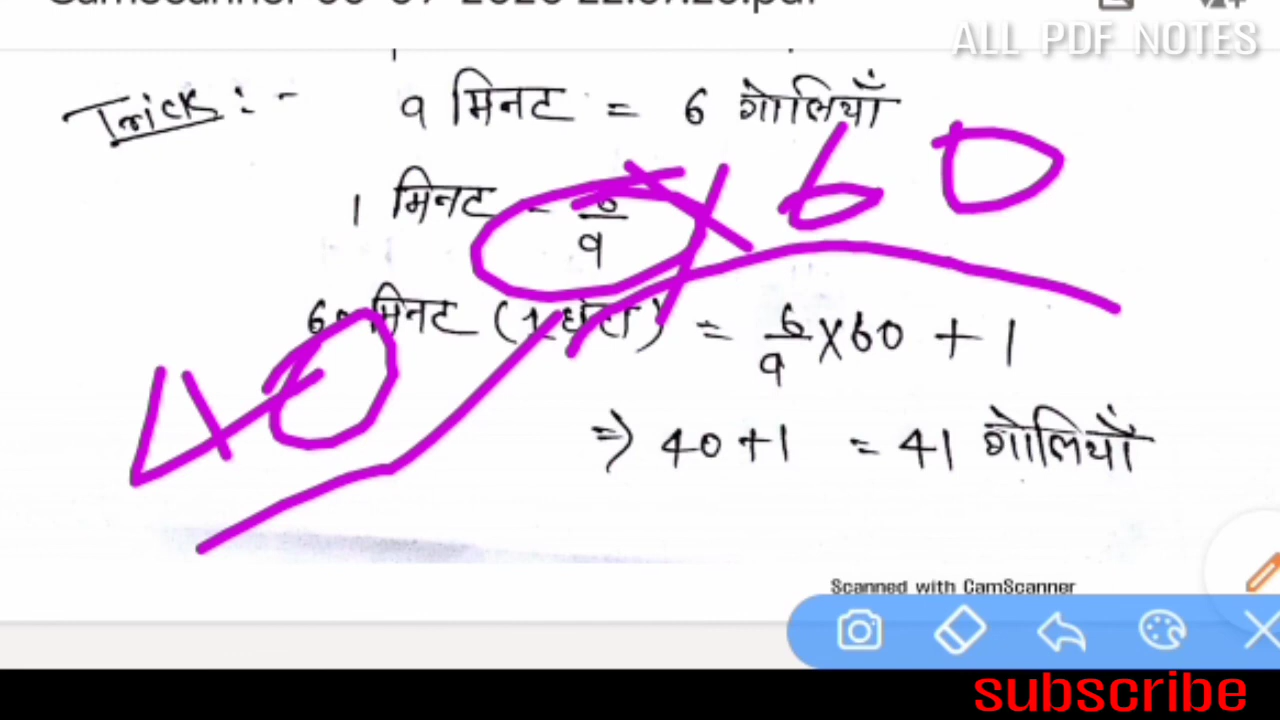 ALL PDF NOTES
Trick :- 9 मिनट = 6 गोलियाँ
1 मिनट = 6/9 × 60
60 मिनट (1 घंटा) = 6/9 × 60 + 1
40
⇒ 40 + 1 = 41 गोलियाँ
Scanned with CamScanner
subscribe